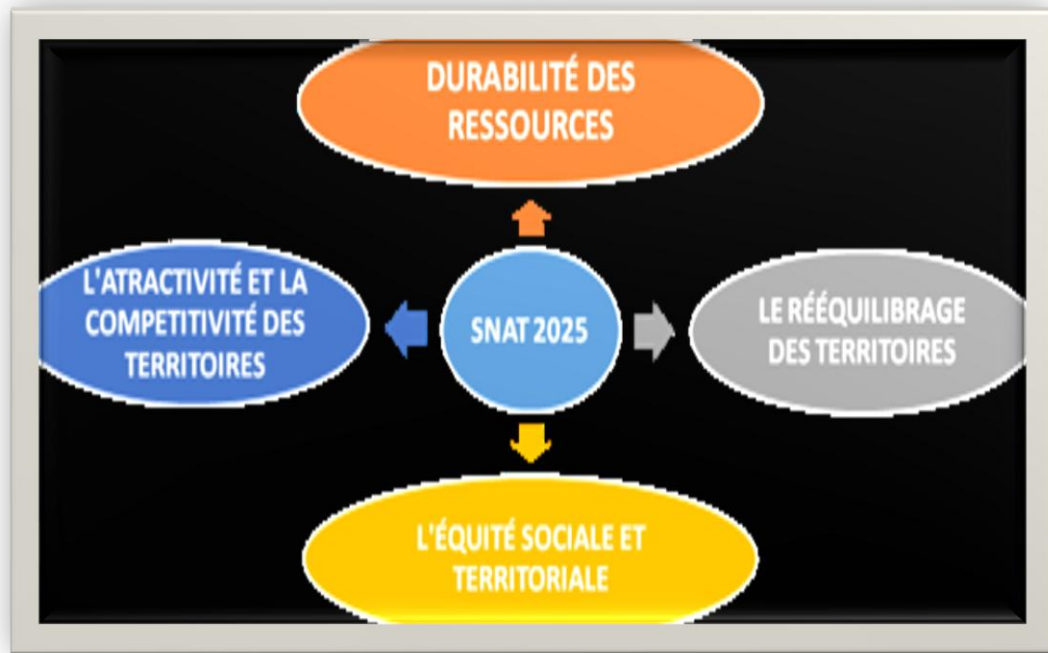 DURABILITÉ DES
RESSOURCES
L'ATRACTIVITÉ ET LA
COMPETITIVITÉ DES
TERRITOIRES
SNAT 2025
LE RÉÉQUILIBRAGE
DES TERRITOIRES
L'ÉQUITÉ SOCIALE ET
TERRITORIALE